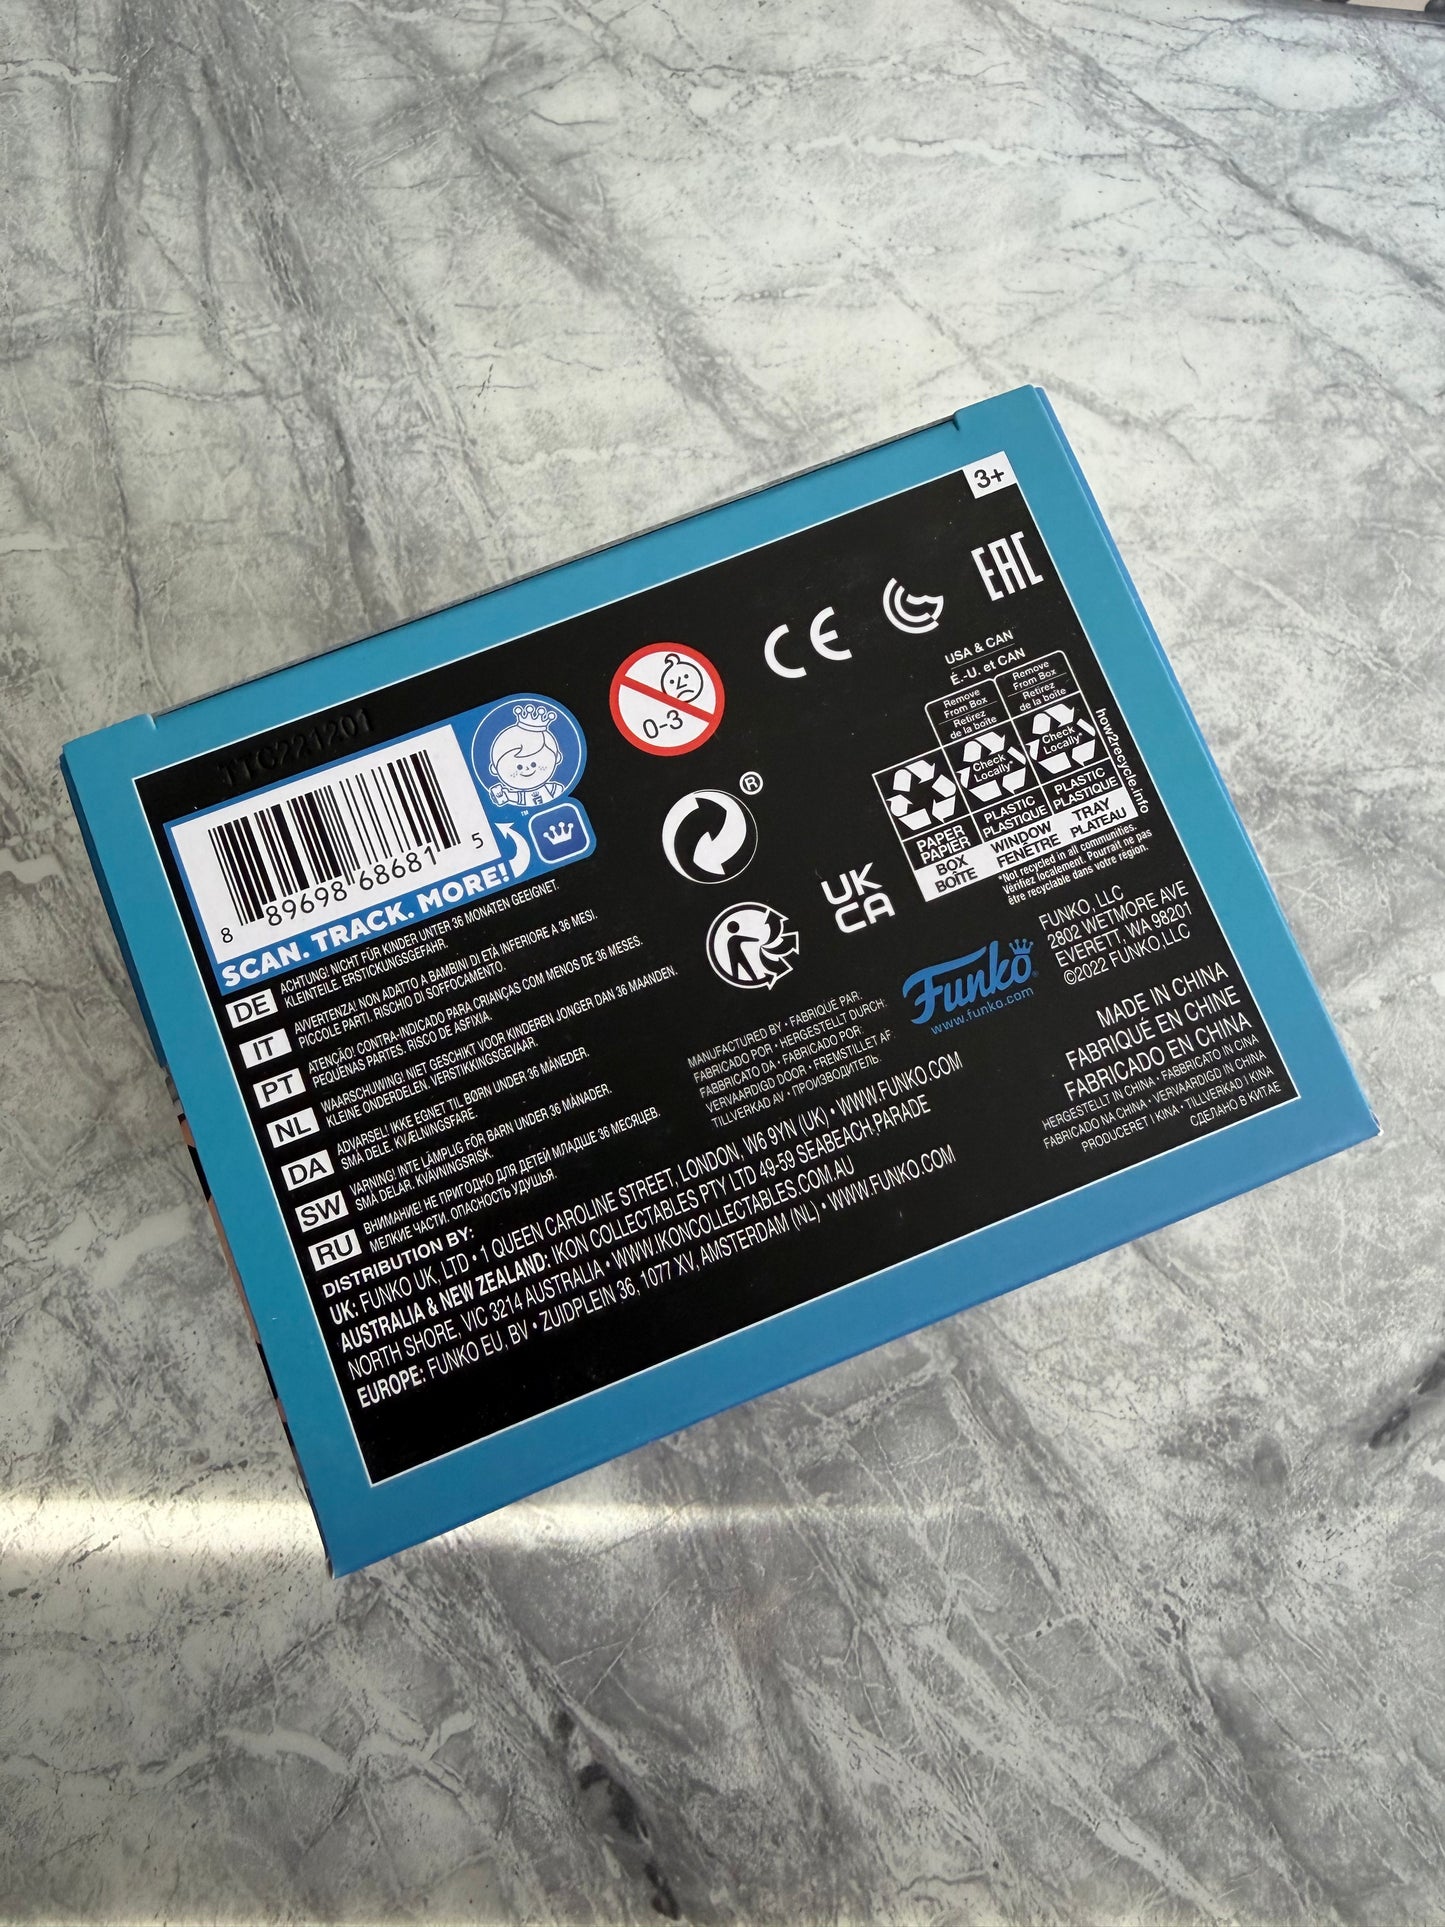 3+
EAC
CE
USA & CAN
É.-U. et CAN
Remove
From Box
Retirez
de la boîte
Remove
From Box
Retirez
de la boîte
Check
Locally*
Check
Locally*
how2recycle.info
PAPER
PAPIER
PLASTIC
PLASTIQUE
PLASTIC
PLASTIQUE
BOX
BOÎTE
WINDOW
FENÊTRE
TRAY
PLATEAU
*Not recycled in all communities.
Vérifiez localement. Pourrait ne pas
être recyclable dans votre région.
0-3
®
UK
CA
TTC221201
8 89698 68681 5
™
SCAN. TRACK. MORE!
DE ACHTUNG! NICHT FÜR KINDER UNTER 36 MONATEN GEEIGNET.
KLEINTEILE. ERSTICKUNGSGEFAHR.
IT AVVERTENZA! NON ADATTO A BAMBINI DI ETÀ INFERIORE A 36 MESI.
PICCOLE PARTI. RISCHIO DI SOFFOCAMENTO.
PT ATENÇÃO: CONTRA-INDICADO PARA CRIANÇAS COM MENOS DE 36 MESES.
PEQUENAS PARTES. RISCO DE ASFIXIA.
NL WAARSCHUWING! NIET GESCHIKT VOOR KINDEREN JONGER DAN 36 MAANDEN.
KLEINE ONDERDELEN. VERSTIKKINGSGEVAAR.
DA ADVARSEL! IKKE EGNET TIL BØRN UNDER 36 MÅNEDER.
SMÅ DELE. KVÆLNINGSFARE.
SW VARNING! INTE LÄMPLIG FÖR BARN UNDER 36 MÅNADER.
SMÅ DELAR. KVÄVNINGSRISK.
RU ВНИМАНИЕ! НЕ ПРИГОДНО ДЛЯ ДЕТЕЙ МЛАДШЕ 36 МЕСЯЦЕВ.
МЕЛКИЕ ЧАСТИ. ОПАСНОСТЬ УДУШЬЯ.
DISTRIBUTION BY:
UK: FUNKO UK, LTD • 1 QUEEN CAROLINE STREET, LONDON, W6 9YN (UK) • WWW.FUNKO.COM
AUSTRALIA & NEW ZEALAND: IKON COLLECTABLES PTY LTD 49-59 SEABEACH PARADE
NORTH SHORE, VIC 3214 AUSTRALIA • WWW.IKONCOLLECTABLES.COM.AU
EUROPE: FUNKO EU, BV • ZUIDPLEIN 36, 1077 XV, AMSTERDAM (NL) • WWW.FUNKO.COM
MANUFACTURED BY • FABRIQUÉ PAR:
FABRICADO POR • HERGESTELLT DURCH:
FABBRICATO DA • FABRICADO POR:
VERVAARDIGD DOOR • FREMSTILLET AF:
TILLVERKAD AV • ПРОИЗВОДИТЕЛЬ:
Funko®
www.funko.com
FUNKO, LLC
2802 WETMORE AVE
EVERETT, WA 98201
©2022 FUNKO,LLC
MADE IN CHINA
FABRIQUÉ EN CHINE
FABRICADO EN CHINA
HERGESTELLT IN CHINA • FABBRICATO IN CINA
FABRICADO NA CHINA • VERVAARDIGD IN CHINA
PRODUCERET I KINA • TILLVERKAD I KINA
СДЕЛАНО В КИТАЕ